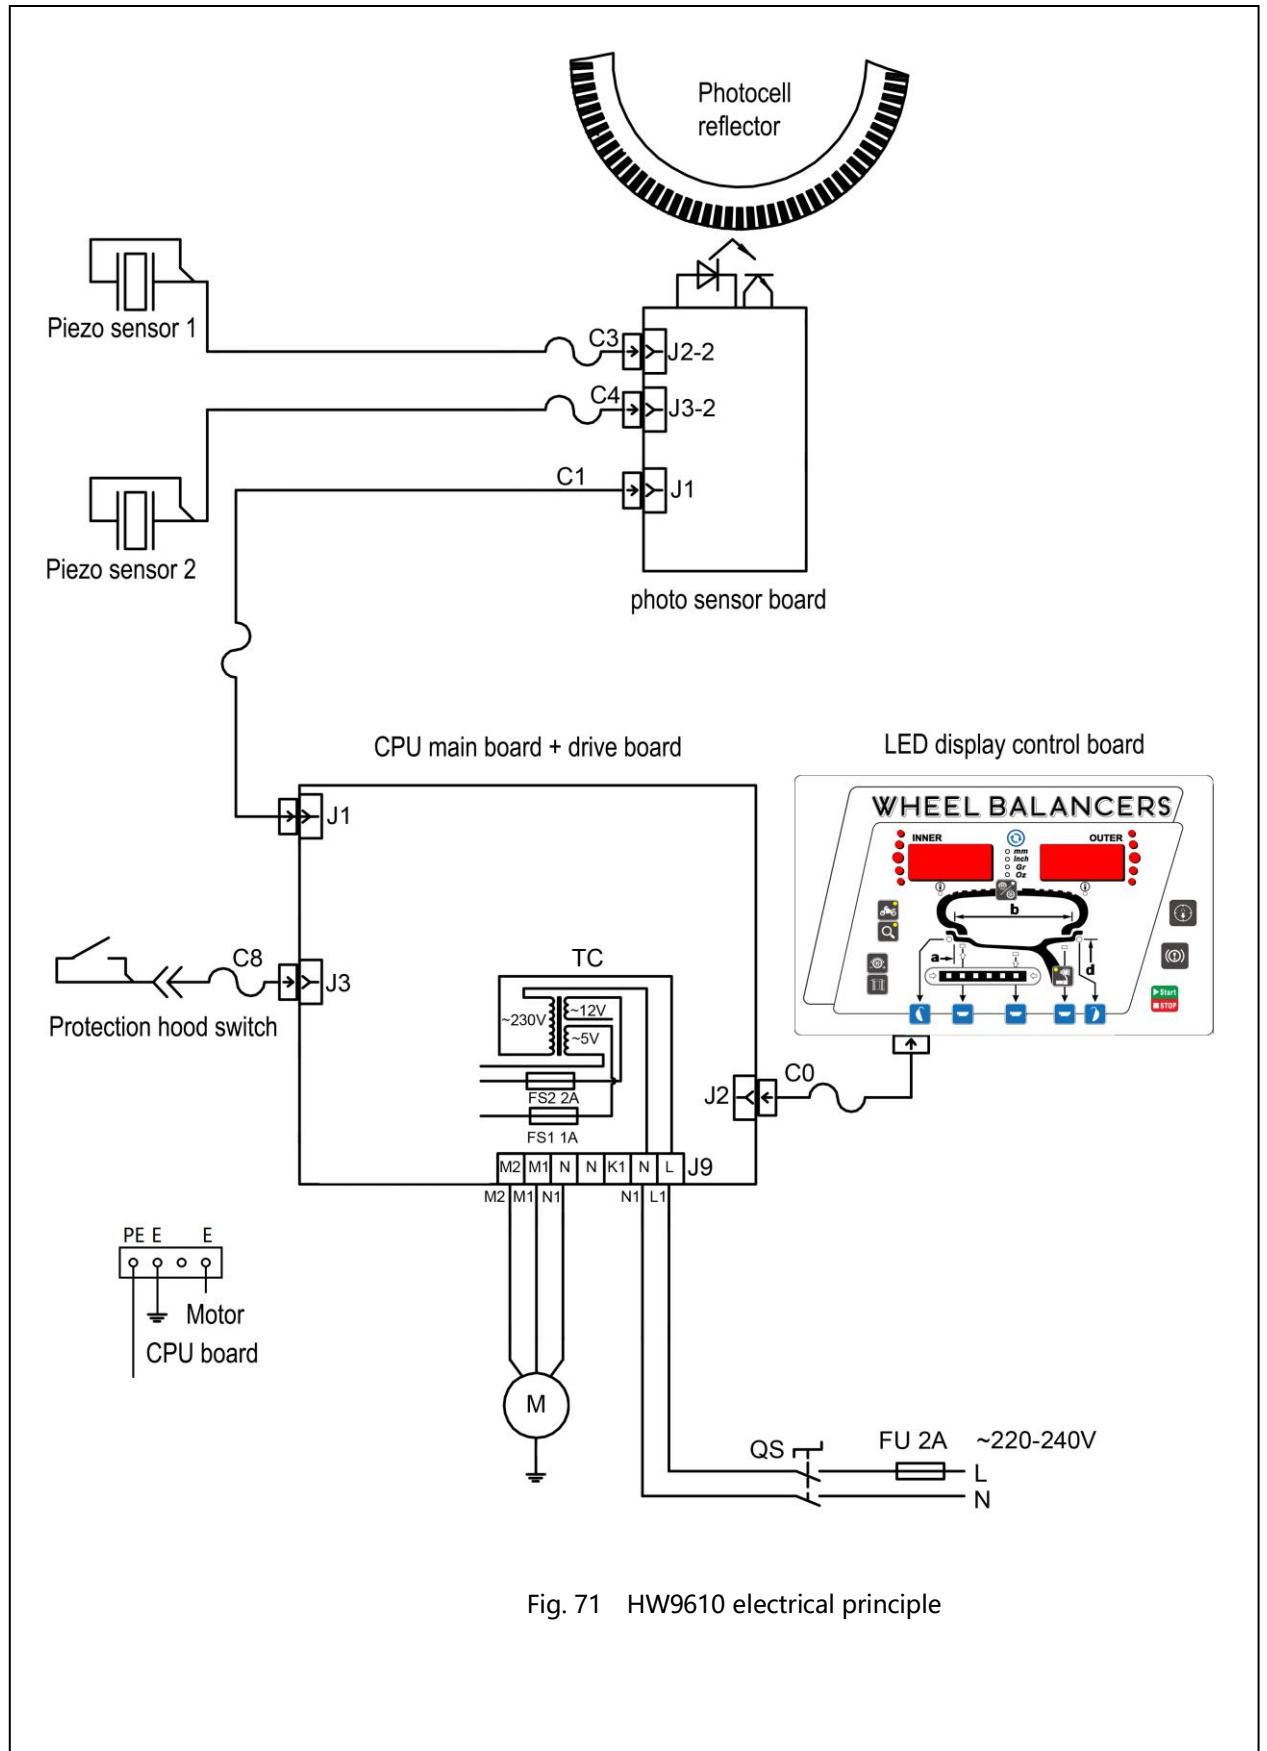 Photocell
reflector
Piezo sensor 1
C3
J2-2
C4
J3-2
C1
J1
Piezo sensor 2
photo sensor board
CPU main board + drive board
LED display control board
WHEEL BALANCERS
INNER
OUTER
mm
Inch
Gr
Oz
b
a
d
Start
STOP
J1
C8
J3
Protection hood switch
TC
~230V
~12V
~5V
FS2 2A
FS1 1A
J2
C0
M2 M1 N N K1 N L J9
M2 M1 N1 N1 L1
PE E E
Motor
CPU board
M
QS
FU 2A ~220-240V
L
N
Fig. 71 HW9610 electrical principle